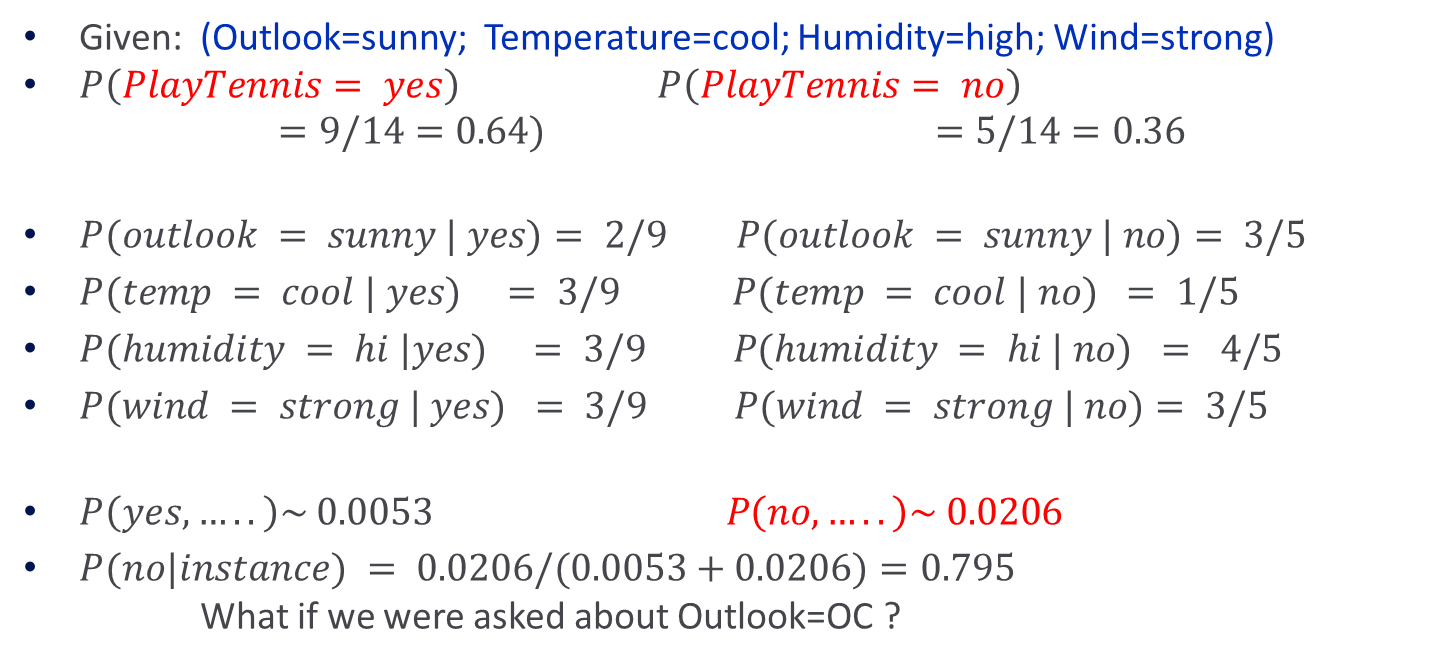 • Given: (Outlook=sunny; Temperature=cool; Humidity=high; Wind=strong)
• P(PlayTennis = yes) P(PlayTennis = no)
= 9/14 = 0.64) = 5/14 = 0.36
• P(outlook = sunny | yes) = 2/9 P(outlook = sunny | no) = 3/5
• P(temp = cool | yes) = 3/9 P(temp = cool | no) = 1/5
• P(humidity = hi |yes) = 3/9 P(humidity = hi | no) = 4/5
• P(wind = strong | yes) = 3/9 P(wind = strong | no) = 3/5
• P(yes, …..)~ 0.0053 P(no, …..)~ 0.0206
• P(no|instance) = 0.0206/(0.0053 + 0.0206) = 0.795
What if we were asked about Outlook=OC ?